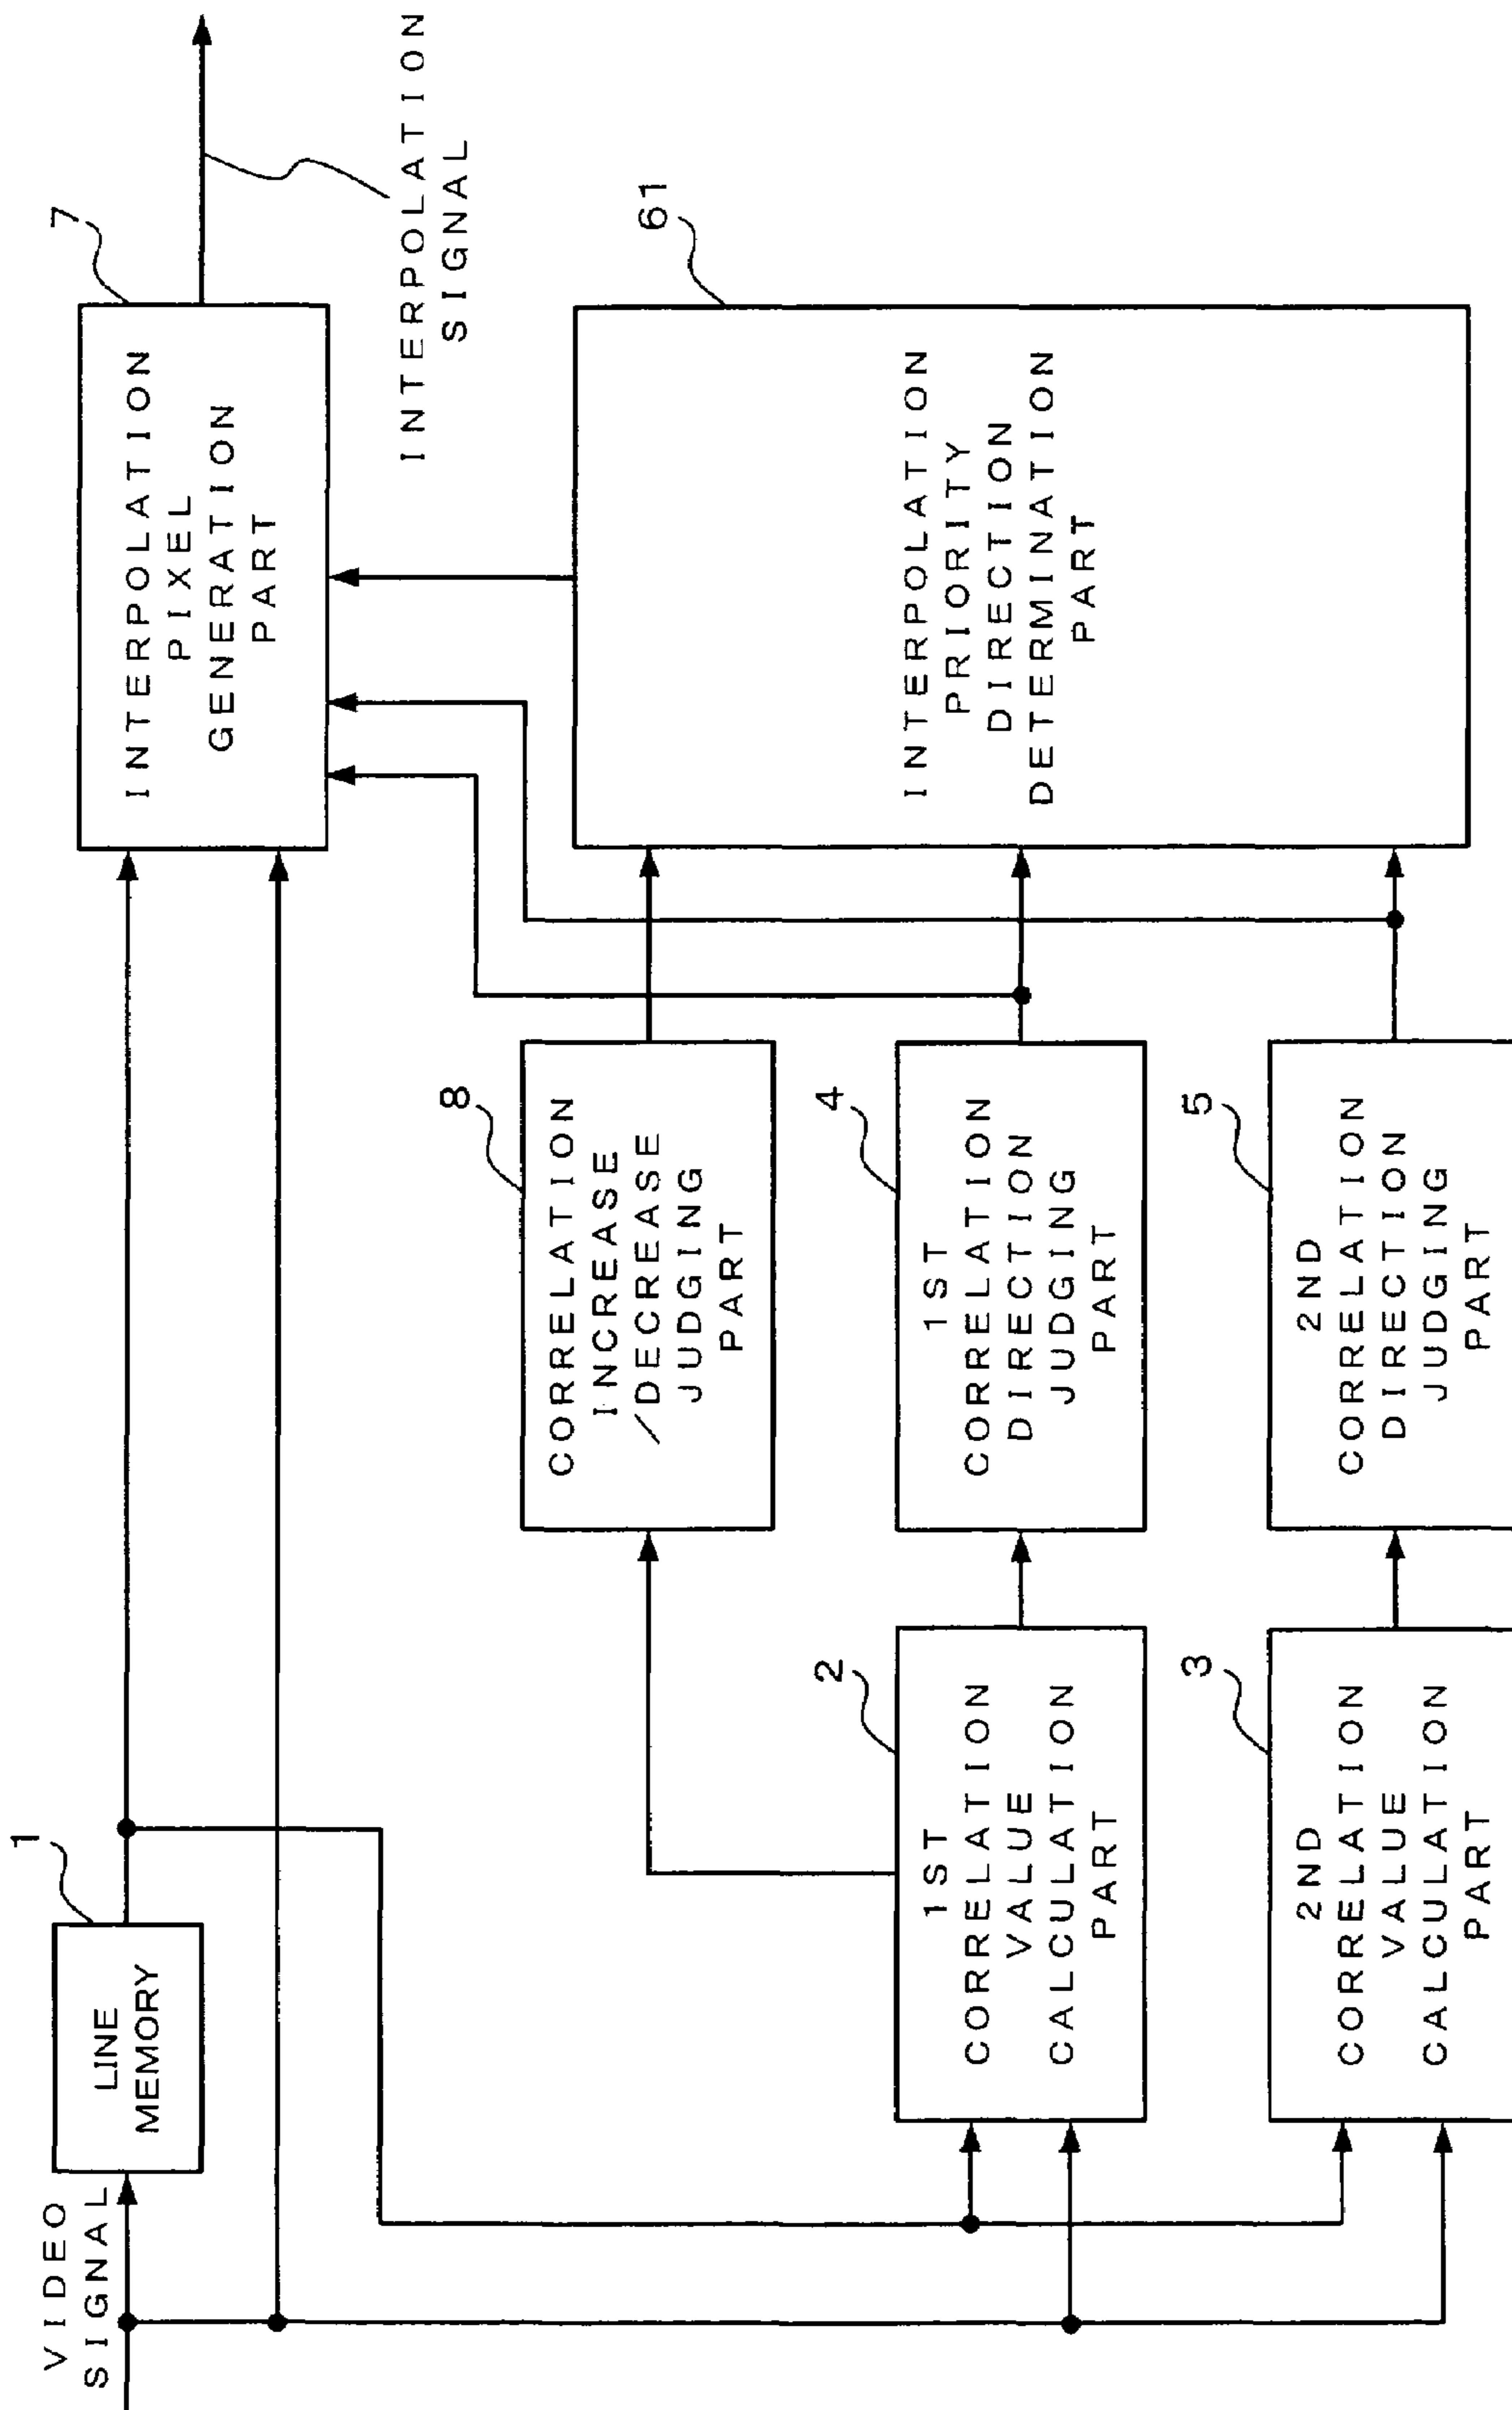 VIDEO
SIGNAL
1
LINE
MEMORY
7
INTERPOLATION
PIXEL
GENERATION
PART
INTERPOLATION
SIGNAL
8
CORRELATION
INCREASE
/DECREASE
JUDGING
PART
61
INTERPOLATION
PRIORITY
DIRECTION
DETERMINATION
PART
2
1ST
CORRELATION
VALUE
CALCULATION
PART
4
1ST
CORRELATION
DIRECTION
JUDGING
PART
3
2ND
CORRELATION
VALUE
CALCULATION
PART
5
2ND
CORRELATION
DIRECTION
JUDGING
PART